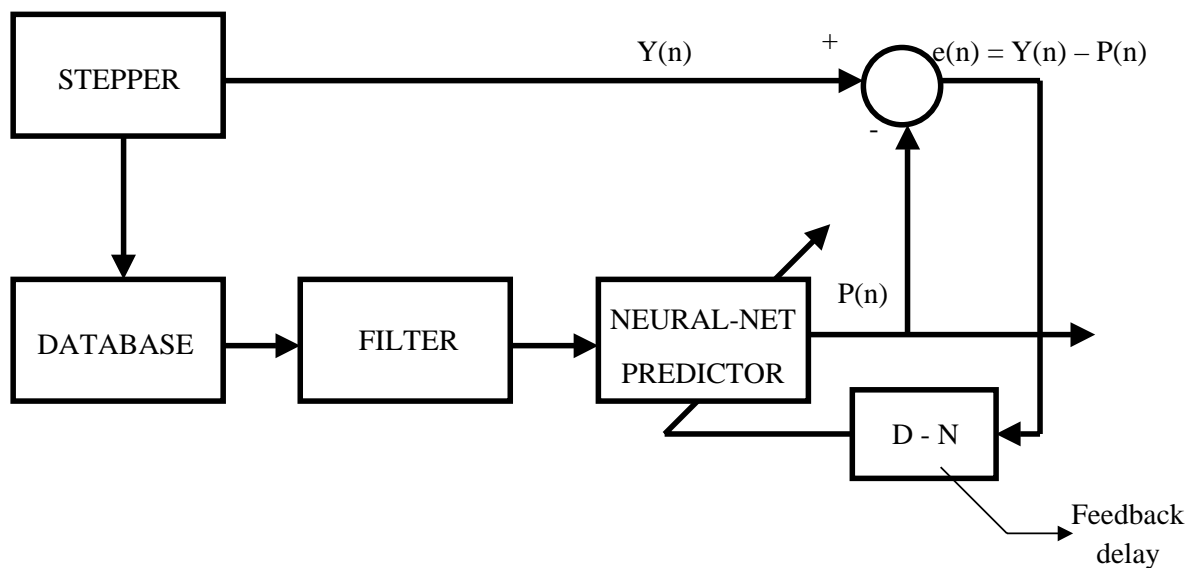 STEPPER
Y(n)
+
e(n) = Y(n) – P(n)
-
DATABASE
FILTER
NEURAL-NET
PREDICTOR
P(n)
D - N
Feedback
delay